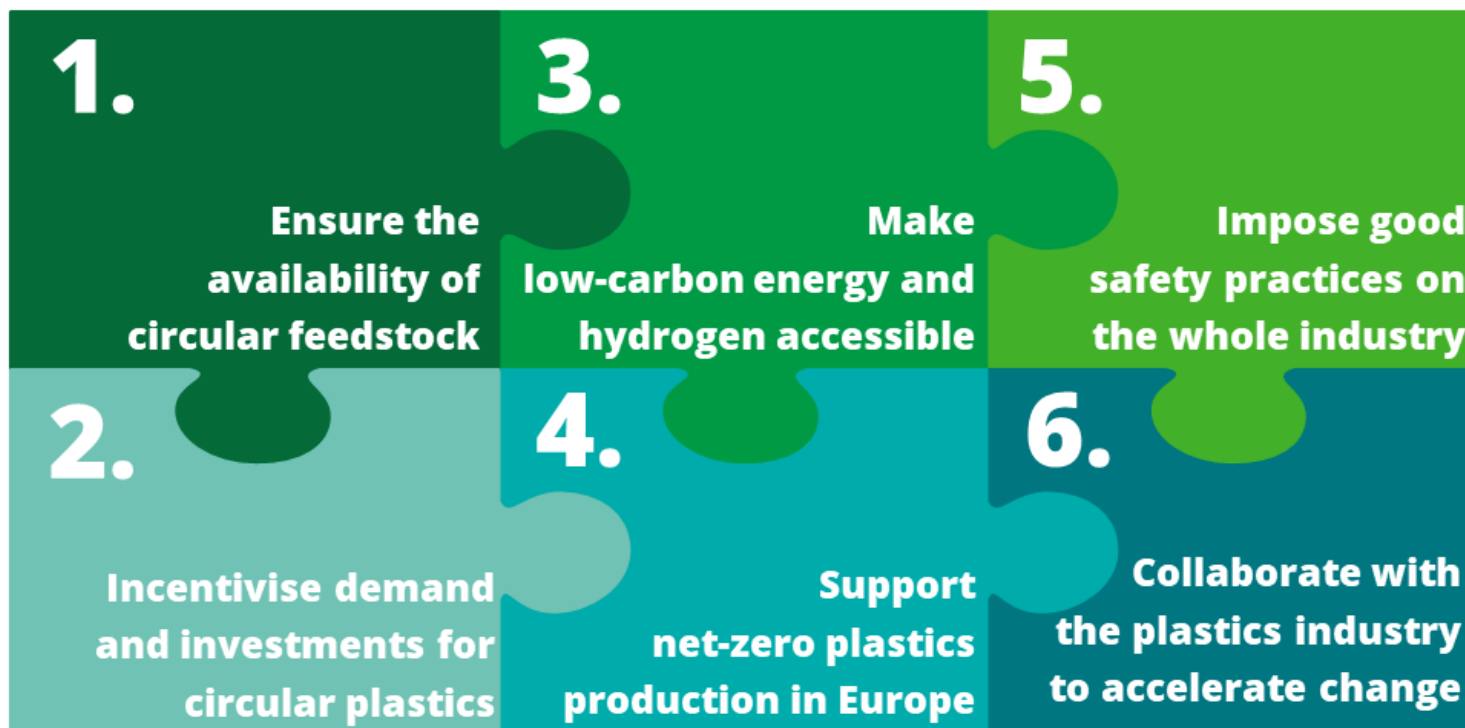 1.
Ensure the
availability of
circular feedstock
2.
Incentivise demand
and investments for
circular plastics
3.
Make
low-carbon energy and
hydrogen accessible
4.
Support
net-zero plastics
production in Europe
5.
Impose good
safety practices on
the whole industry
6.
Collaborate with
the plastics industry
to accelerate change